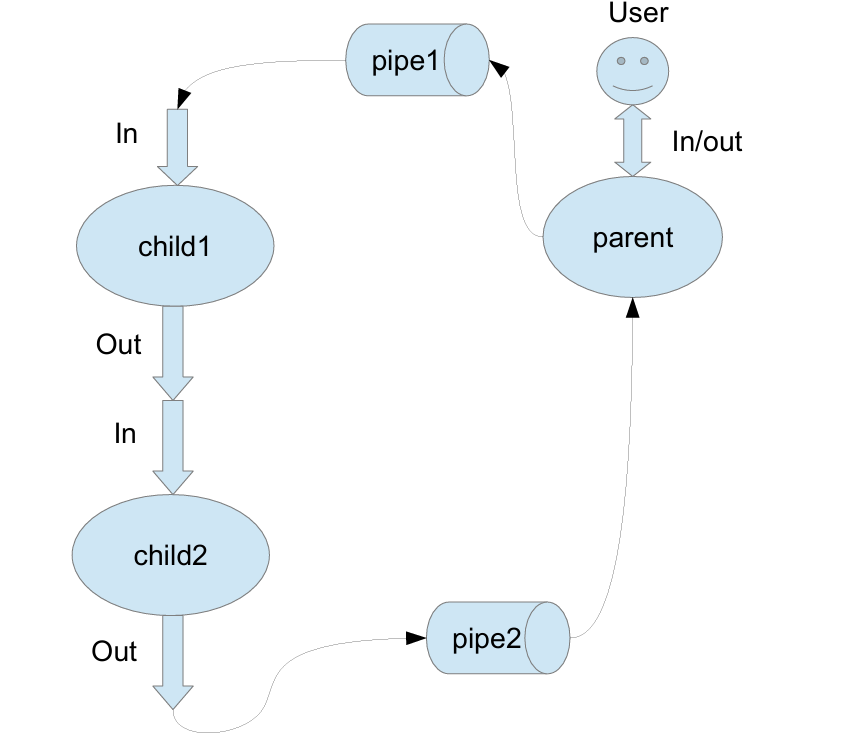 User
pipe1
In
In/out
child1
parent
Out
In
child2
pipe2
Out